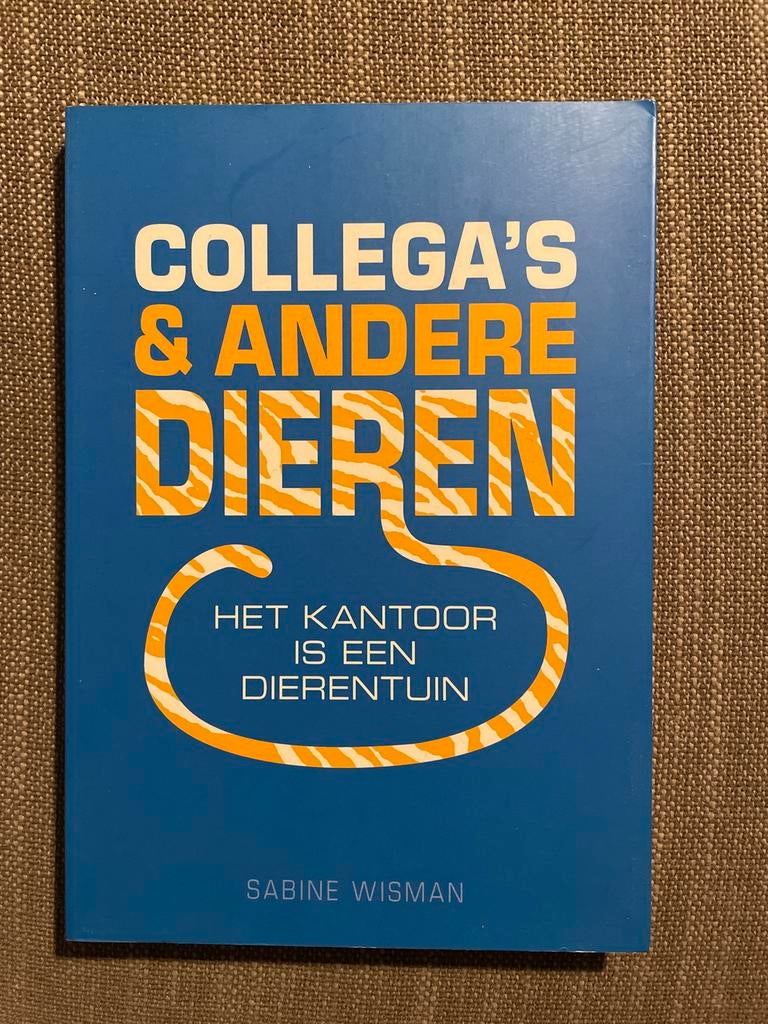 COLLEGA'S
& ANDERE
DIEREN
HET KANTOOR
IS EEN
DIERENTUIN
SABINE WISMAN